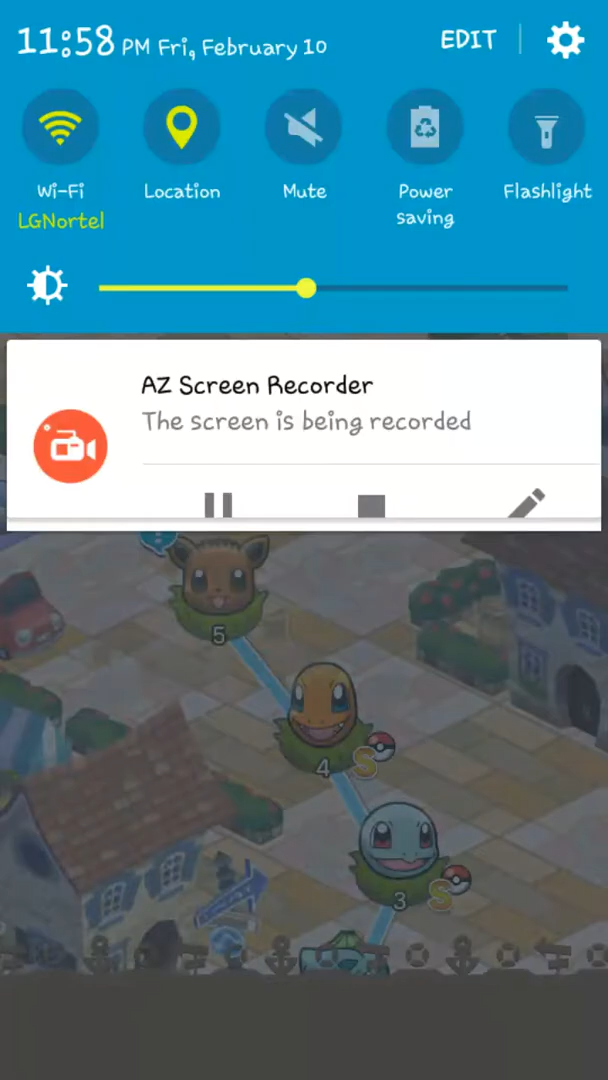 11:58 PM Fri, February 10 EDIT
Wi-Fi Location Mute Power saving Flashlight
LGNortel
AZ Screen Recorder
The screen is being recorded
5
4
S
3
S